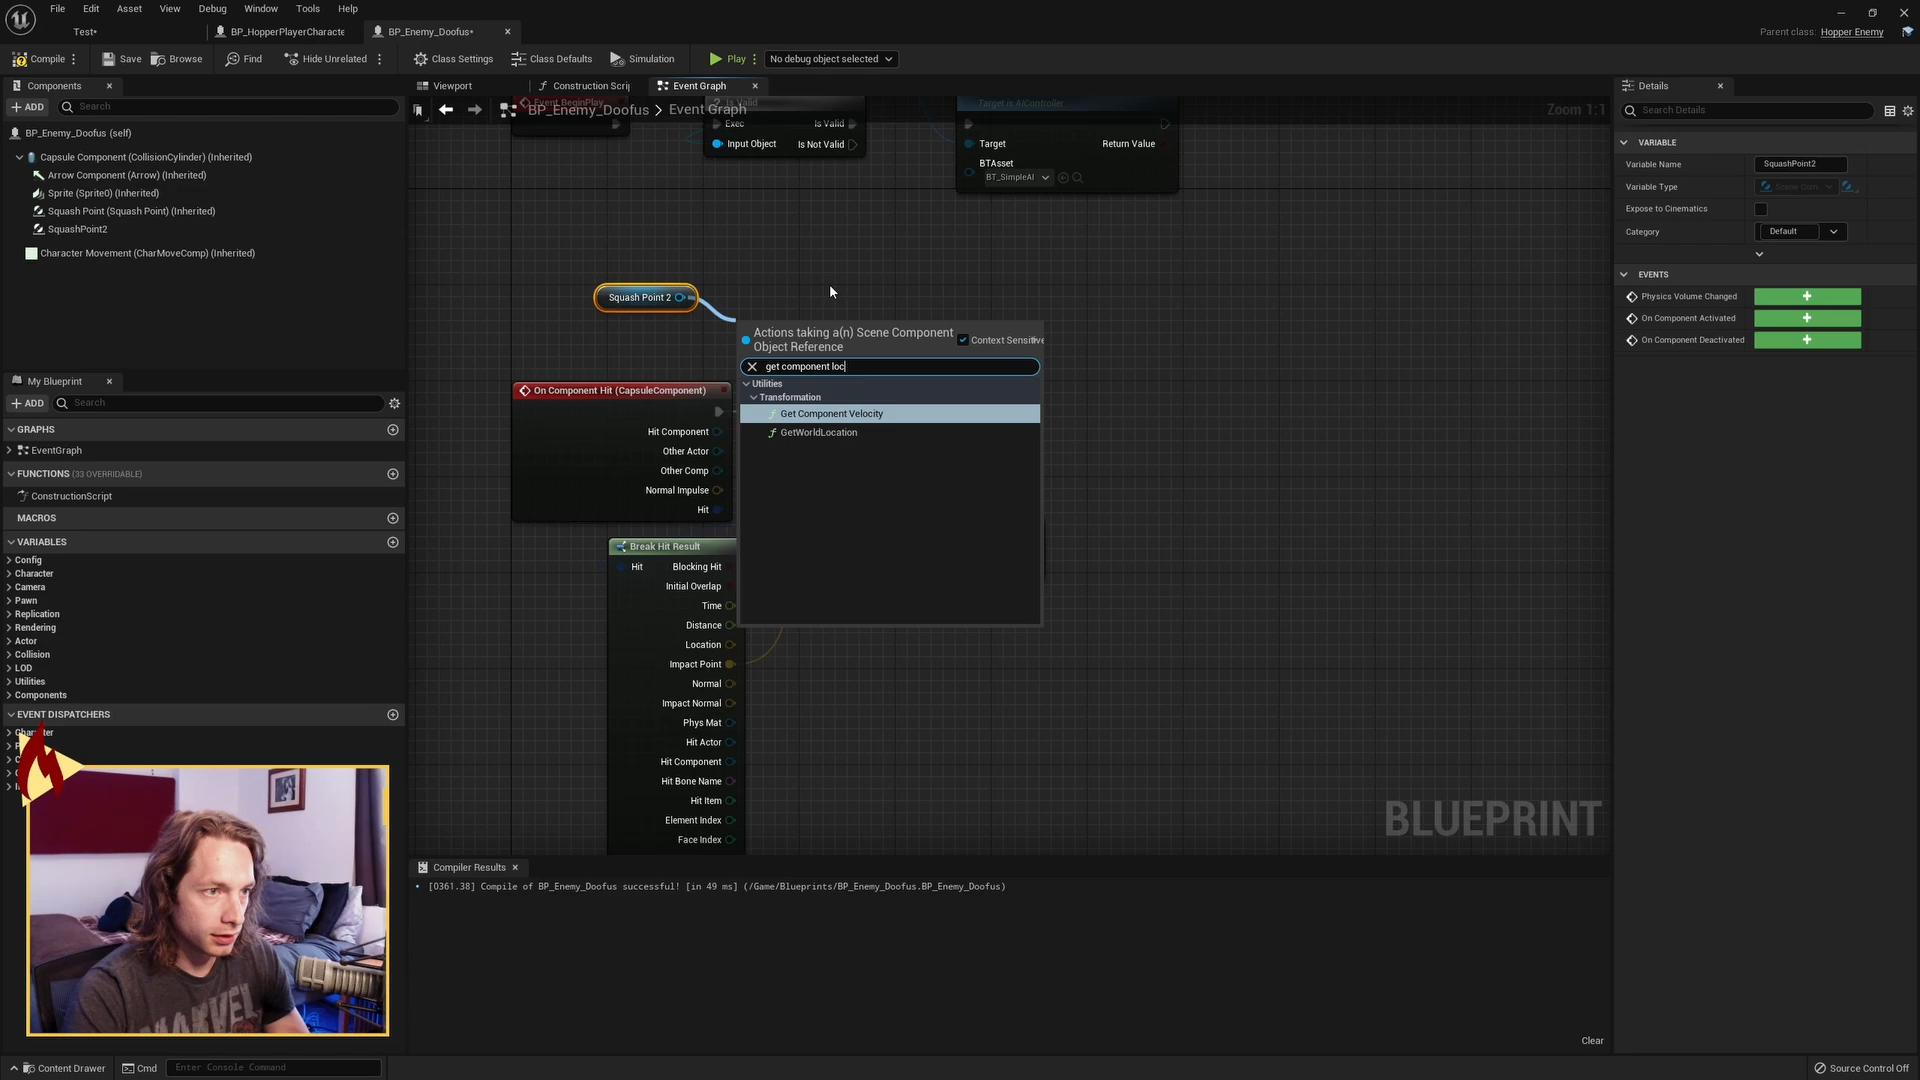 File Edit Asset View Debug Window Tools Help
Test*
BP_HopperPlayerCharacte
BP_Enemy_Doofus*
Parent class: Hopper Enemy
Compile
Save
Browse
Find
Hide Unrelated
Class Settings
Class Defaults
Simulation
Play
No debug object selected
Components
ADD
Search
BP_Enemy_Doofus (self)
Capsule Component (CollisionCylinder) (Inherited)
Arrow Component (Arrow) (Inherited)
Sprite (Sprite0) (Inherited)
Squash Point (Squash Point) (Inherited)
SquashPoint2
Character Movement (CharMoveComp) (Inherited)
My Blueprint
ADD
Search
GRAPHS
EventGraph
FUNCTIONS (33 OVERRIDABLE)
ConstructionScript
MACROS
VARIABLES
Config
Character
Camera
Pawn
Replication
Rendering
Actor
Collision
LOD
Utilities
Components
EVENT DISPATCHERS
Viewport
Construction Scrip
Event Graph
BP_Enemy_Doofus > Event Graph
Zoom 1:1
Event BeginPlay
Is Valid
Exec
Is Valid
Input Object
Is Not Valid
Target is AIController
Target
Return Value
BTAsset
BT_SimpleAI
Squash Point 2
Actions taking a(n) Scene Component
Object Reference
Context Sensitive
get component loc
Utilities
Transformation
Get Component Velocity
GetWorldLocation
On Component Hit (CapsuleComponent)
Hit Component
Other Actor
Other Comp
Normal Impulse
Hit
Break Hit Result
Hit
Blocking Hit
Initial Overlap
Time
Distance
Location
Impact Point
Normal
Impact Normal
Phys Mat
Hit Actor
Hit Component
Hit Bone Name
Hit Item
Element Index
Face Index
BLUEPRINT
Compiler Results
[0361.38] Compile of BP_Enemy_Doofus successful! [in 49 ms] (/Game/Blueprints/BP_Enemy_Doofus.BP_Enemy_Doofus)
Clear
Details
Search Details
VARIABLE
Variable Name
SquashPoint2
Variable Type
Scene Com
Expose to Cinematics
Category
Default
EVENTS
Physics Volume Changed
On Component Activated
On Component Deactivated
MARVEL
Content Drawer
Cmd
Enter Console Command
Source Control Off